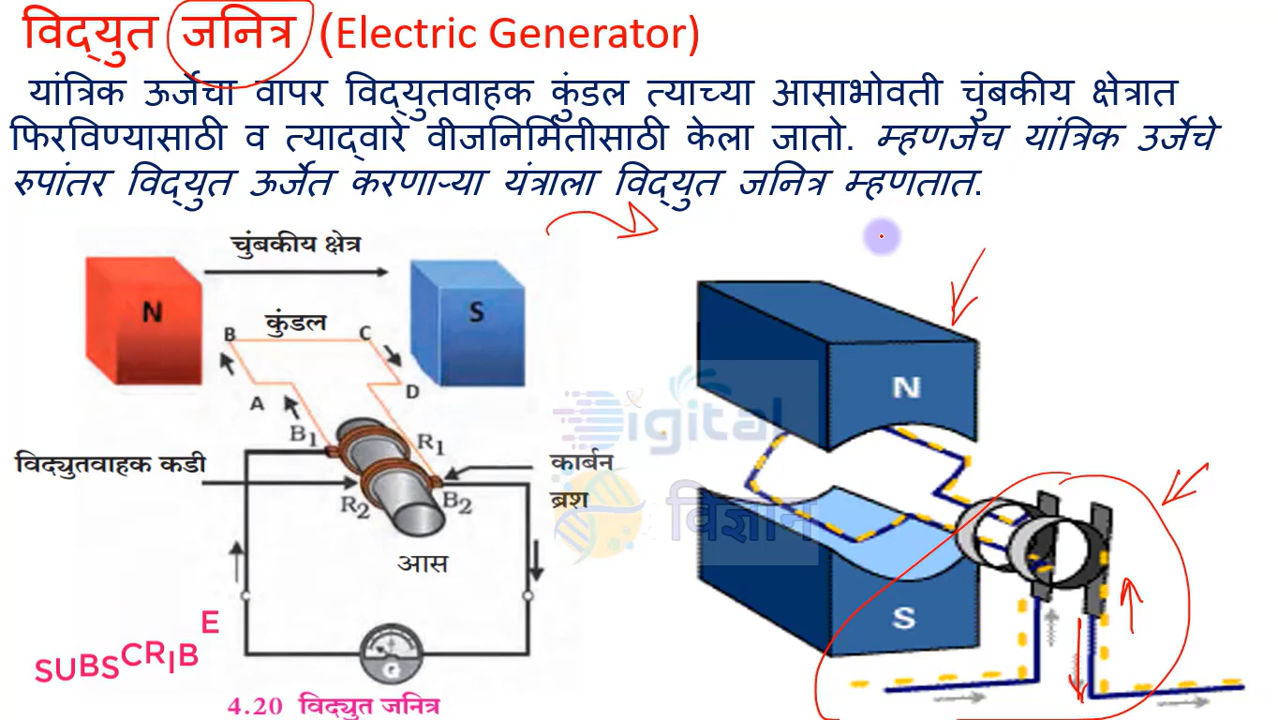 विद्युत जनित्र (Electric Generator)
यांत्रिक ऊर्जेचा वापर विद्युतवाहक कुंडल त्याच्या आसाभोवती चुंबकीय क्षेत्रात
फिरविण्यासाठी व त्याद्वारे वीजनिर्मितीसाठी केला जातो. म्हणजेच यांत्रिक उर्जेचे
रुपांतर विद्युत ऊर्जेत करणाऱ्या यंत्राला विद्युत जनित्र म्हणतात.
चुंबकीय क्षेत्र
N
S
कुंडल
B
C
A
D
B1
R1
विद्युतवाहक कडी
कार्बन
ब्रश
R2
B2
आस
G
4.20 विद्युत जनित्र
SUBSCRIBE
N
S
Digital
विज्ञान